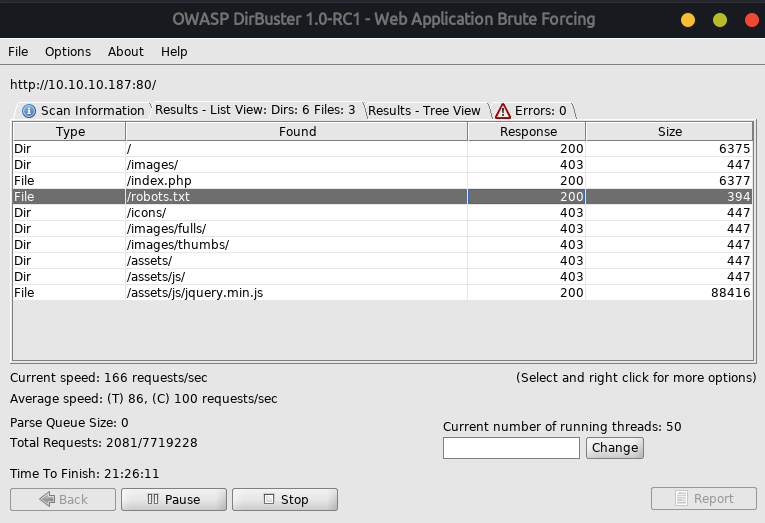 OWASP DirBuster 1.0-RC1 - Web Application Brute Forcing
File Options About Help
http://10.10.10.187:80/
Scan Information Results - List View: Dirs: 6 Files: 3 Results - Tree View Errors: 0
Type Found Response Size
Dir / 200 6375
Dir /images/ 403 447
File /index.php 200 6377
File /robots.txt 200 394
Dir /icons/ 403 447
Dir /images/fulls/ 403 447
Dir /images/thumbs/ 403 447
Dir /assets/ 403 447
Dir /assets/js/ 403 447
File /assets/js/jquery.min.js 200 88416
Current speed: 166 requests/sec (Select and right click for more options)
Average speed: (T) 86, (C) 100 requests/sec
Parse Queue Size: 0 Current number of running threads: 50
Total Requests: 2081/7719228 Change
Time To Finish: 21:26:11
Back Pause Stop Report